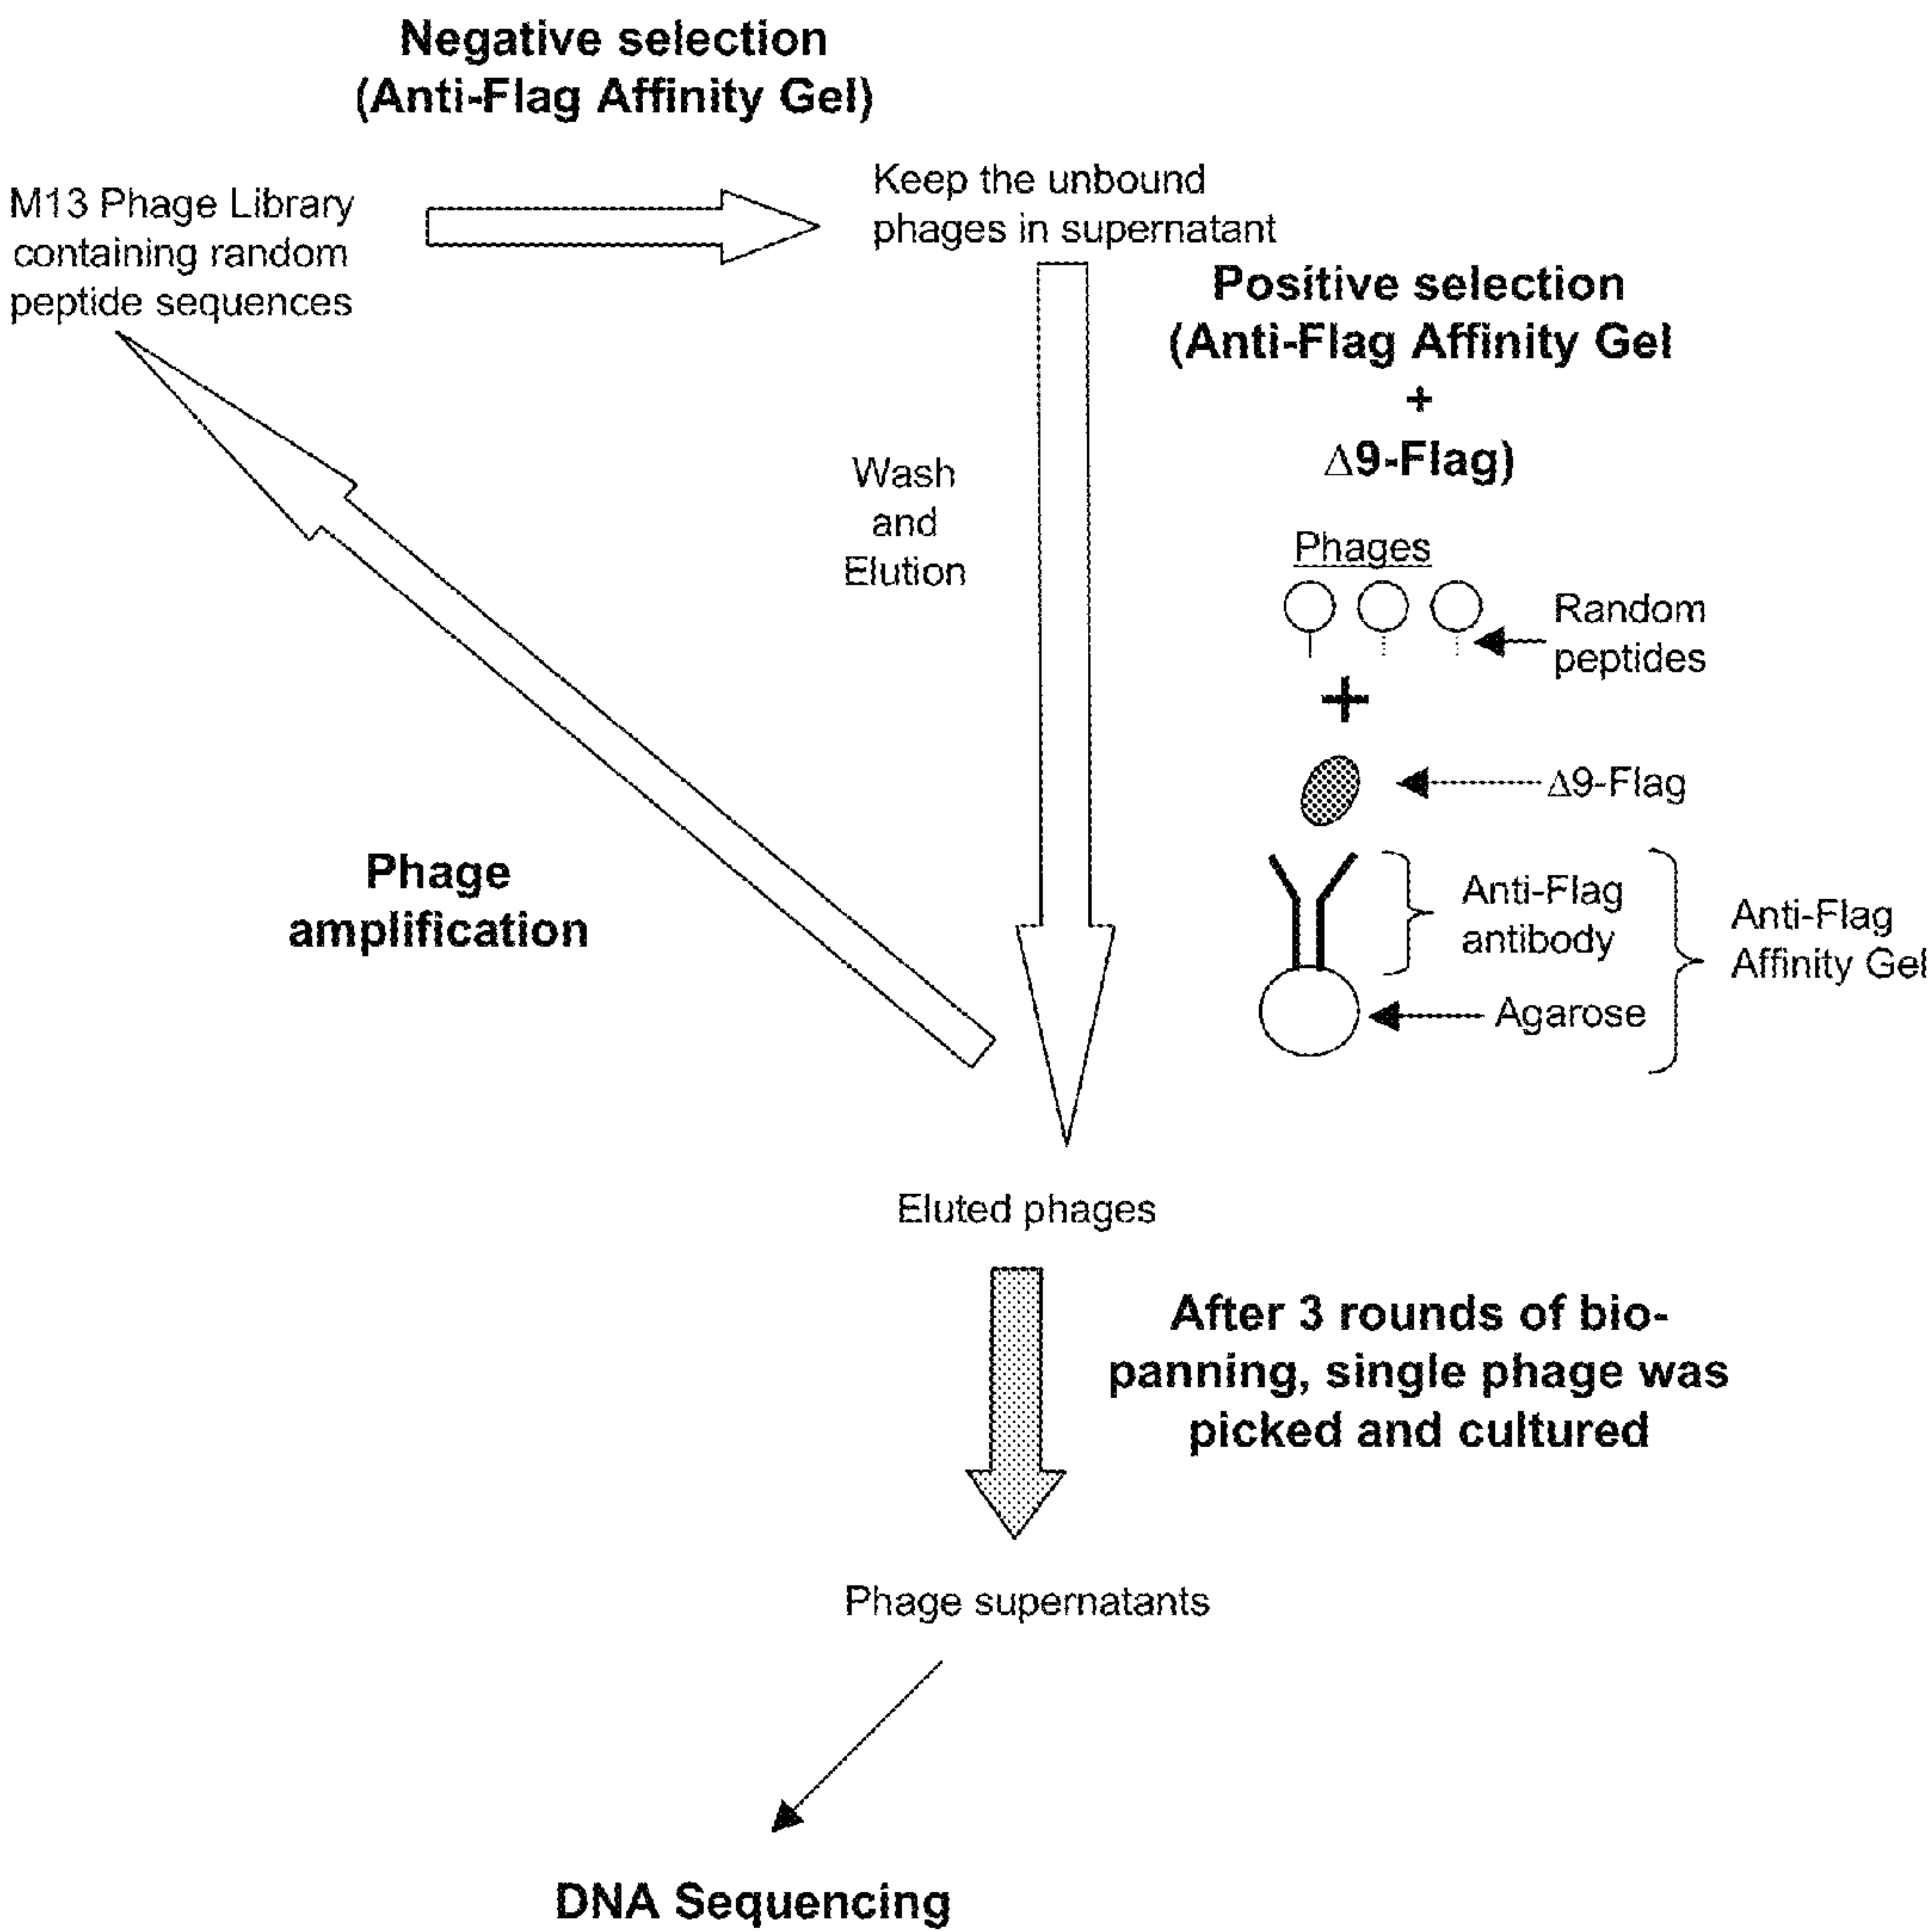 Negative selection
(Anti-Flag Affinity Gel)
M13 Phage Library
containing random
peptide sequences
Keep the unbound
phages in supernatant
Positive selection
(Anti-Flag Affinity Gel
+
Δ9-Flag)
Wash
and
Elution
Phages
Random
peptides
+
Δ9-Flag
Phage
amplification
Anti-Flag
antibody
Anti-Flag
Affinity Gel
Agarose
Eluted phages
After 3 rounds of bio-
panning, single phage was
picked and cultured
Phage supernatants
DNA Sequencing